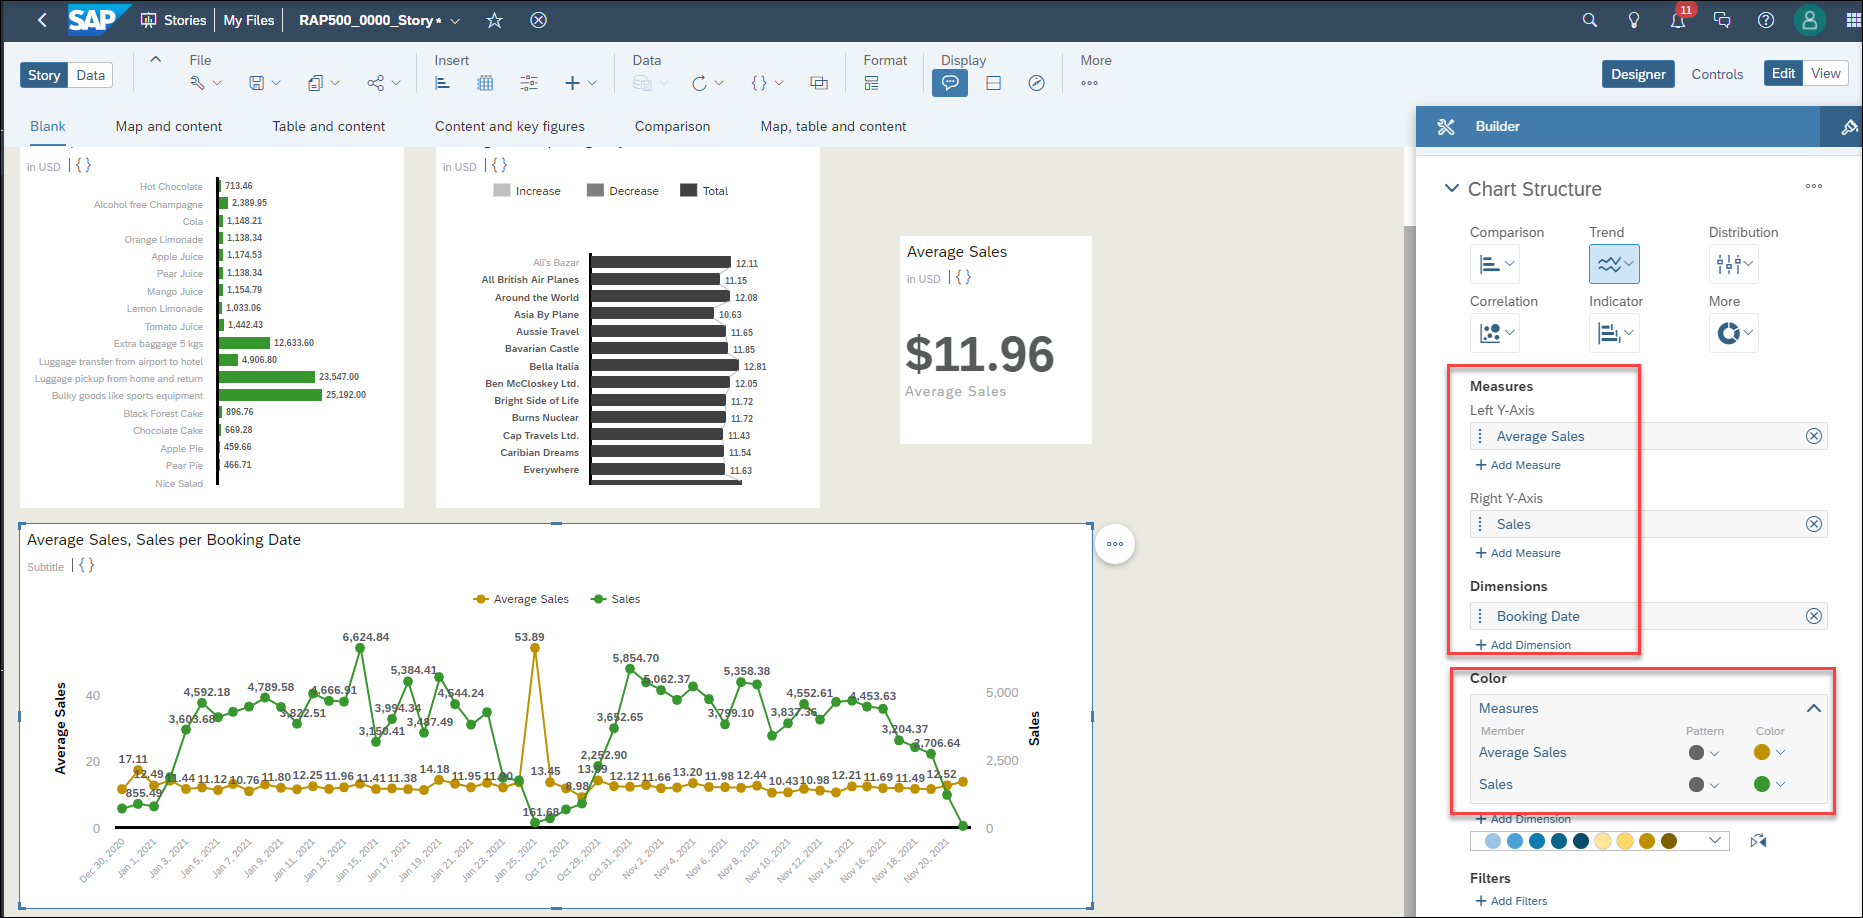 SAP Stories My Files RAP500_0000_Story* 11
Story Data
File
Insert
Data
Format
Display
More
Designer Controls Edit View
Blank Map and content Table and content Content and key figures Comparison Map, table and content
in USD | { }
Hot Chocolate 713.46
Alcohol free Champagne 2,389.95
Cola 1,148.21
Orange Limonade 1,138.34
Apple Juice 1,174.53
Pear Juice 1,138.34
Mango Juice 1,154.79
Lemon Limonade 1,033.06
Tomato Juice 1,442.43
Extra baggage 5 kgs 12,633.60
Luggage transfer from airport to hotel 4,906.80
Luggage pickup from home and return 23,547.00
Bulky goods like sports equipment 25,192.00
Black Forest Cake 896.76
Chocolate Cake 669.28
Apple Pie 459.66
Pear Pie 466.71
Nice Salad
in USD | { }
Increase Decrease Total
Ali's Bazar 12.11
All British Air Planes 11.15
Around the World 12.08
Asia By Plane 10.63
Aussie Travel 11.65
Bavarian Castle 11.85
Bella Italia 12.81
Ben McCloskey Ltd. 12.05
Bright Side of Life 11.72
Burns Nuclear 11.72
Cap Travels Ltd. 11.43
Caribian Dreams 11.54
Everywhere 11.63
Average Sales
in USD | { }
$11.96
Average Sales
Average Sales, Sales per Booking Date
Subtitle | { }
Average Sales Sales
6,624.84 53.89
5,854.70
5,384.41 5,358.38
4,592.18 4,789.58 4,666.91 4,544.24 5,062.37 4,552.61 4,453.63
3,603.68 3,822.51 3,994.34 3,487.49 3,652.65 3,799.10 3,837.36
3,150.41 3,204.37
2,252.90 2,706.64
17.11 12.49 11.44 11.12 10.76 11.80 12.25 11.96 11.41 11.38 14.18 11.95 13.45 8.98 13.99 12.12 11.66 13.20 11.98 12.44 10.43 10.98 12.21 11.69 11.49 12.52
855.49 161.68
Average Sales
40
20
0
Sales
5,000
2,500
0
Dec 30, 2020
Jan 1, 2021
Jan 3, 2021
Jan 5, 2021
Jan 7, 2021
Jan 9, 2021
Jan 11, 2021
Jan 13, 2021
Jan 15, 2021
Jan 17, 2021
Jan 19, 2021
Jan 21, 2021
Jan 23, 2021
Jan 25, 2021
Oct 27, 2021
Oct 29, 2021
Oct 31, 2021
Nov 2, 2021
Nov 4, 2021
Nov 6, 2021
Nov 8, 2021
Nov 10, 2021
Nov 12, 2021
Nov 14, 2021
Nov 16, 2021
Nov 18, 2021
Nov 20, 2021
Builder
Chart Structure
Comparison Trend Distribution
Correlation Indicator More
Measures
Left Y-Axis
Average Sales
+ Add Measure
Right Y-Axis
Sales
+ Add Measure
Dimensions
Booking Date
+ Add Dimension
Color
Measures
Member Pattern Color
Average Sales
Sales
+ Add Dimension
Filters
+ Add Filters